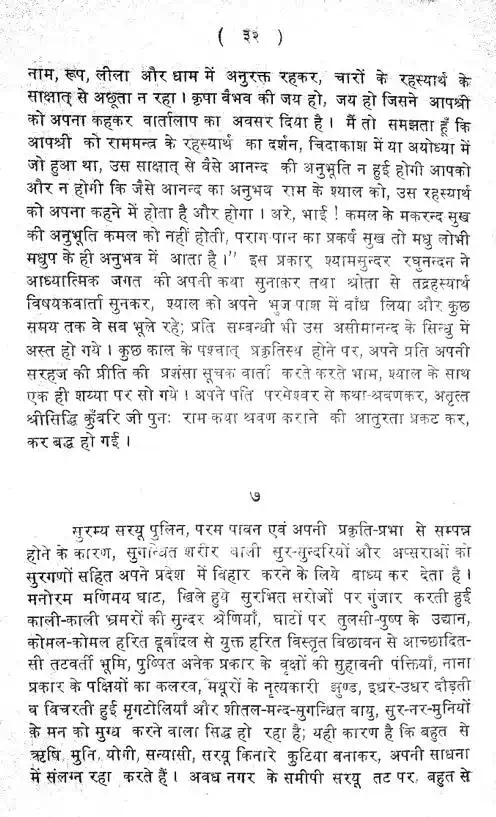 ( ३२ )
नाम, रूप, लीला और धाम में अनुरक्त रहकर, चारों के रहस्यार्थ के
साक्षात् से अछूता न रहा। कृपा वैभव की जय हो, जय हो जिसने आपश्री
को अपना कहकर वार्तालाप का अवसर दिया है। मैं तो समझता हूँ कि
आपश्री को राममन्त्र के रहस्यार्थ का दर्शन, चिदाकाश में या अयोध्या में
जो हुआ था, उस साक्षात् से वैसे आनन्द की अनुभूति न हुई होगी आपको
और न होगी कि जैसे आनन्द का अनुभव राम के श्याल को, उस रहस्यार्थ
को अपना कहने में होता है और होगा। अरे, भाई ! कमल के मकरन्द सुख
की अनुभूति कमल को नहीं होती, पराग-पान का प्रकर्ष सुख तो मधु लोभी
मधुप के ही अनुभव में आता है।" इस प्रकार श्यामसुन्दर रघुनन्दन ने
आध्यात्मिक जगत की अपनी कथा सुनाकर तथा श्रोता से तद्रहस्यार्थ
विषयकवार्ता सुनकर, श्याल को अपने भुज पाश में बाँध लिया और कुछ
समय तक वे सब भूले रहे; प्रति सम्बन्धी भी उस असीमानन्द के सिन्धु में
अस्त हो गये। कुछ काल के पश्चात् प्रकृतिस्थ होने पर, अपने प्रति अपनी
सरहज की प्रीति की प्रशंसा सूचक वार्ता करते करते भाम, श्याल के साथ
एक ही शय्या पर सो गये। अपने पति परमेश्वर से कथा-श्रवणकर, अतृप्त
श्रीसिद्धि कुँवरि जी पुनः राम कथा श्रवण कराने की आतुरता प्रकट कर,
कर बद्ध हो गईं।
७
सुरम्य सरयू पुलिन, परम पावन एवं अपनी प्रकृति-प्रभा से सम्पन्न
होने के कारण, सुगन्धित शरीर वाली सुर-सुन्दरियों और अप्सराओं को
सुरगणों सहित अपने प्रदेश में विहार करने के लिये बाध्य कर देता है।
मनोरम मणिमय घाट, खिले हुये सुरभित सरोजों पर गुंजार करती हुई
काली-काली भ्रमरों की सुन्दर श्रेणियाँ, घाटों पर तुलसी-पुष्प के उद्यान,
कोमल-कोमल हरित दूर्वादल से युक्त हरित विस्तृत बिछावन से आच्छादित-
सी तटवर्ती भूमि, पुष्पित अनेक प्रकार के वृक्षों की सुहावनी पंक्तियाँ, नाना
प्रकार के पक्षियों का कलरव, मयूरों के नृत्यकारी झुण्ड, इधर-उधर दौड़ती
व विचरती हुई मृगटोलियाँ और शीतल-मन्द-सुगन्धित वायु, सुर-नर-मुनियों
के मन को मुग्ध करने वाला सिद्ध हो रहा है; यही कारण है कि बहुत से
ऋषि, मुनि, योगी, सन्यासी, सरयू किनारे कुटिया बनाकर, अपनी साधना
में संलग्न रहा करते हैं। अवध नगर के समीपी सरयू तट पर, बहुत से